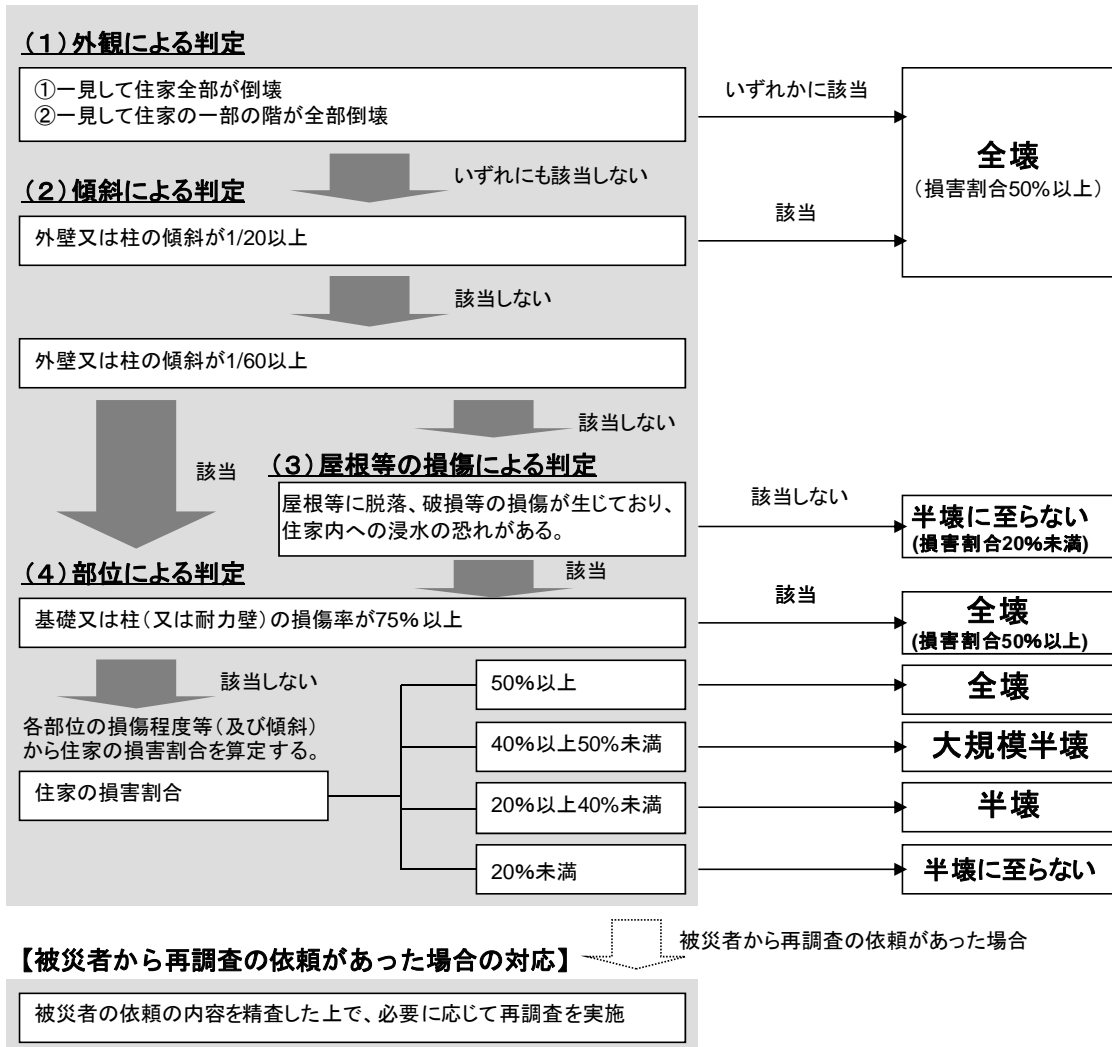 (1)外観による判定
①一見して住家全部が倒壊
②一見して住家の一部の階が全部倒壊
いずれかに該当
全壊
(損害割合50%以上)
いずれにも該当しない
(2)傾斜による判定
外壁又は柱の傾斜が1/20以上
該当
該当しない
外壁又は柱の傾斜が1/60以上
該当しない
該当
(3)屋根等の損傷による判定
屋根等に脱落、破損等の損傷が生じており、
住家内への浸水の恐れがある。
該当しない
半壊に至らない
(損害割合20%未満)
該当
(4)部位による判定
基礎又は柱(又は耐力壁)の損傷率が75%以上
該当
全壊
(損害割合50%以上)
該当しない
各部位の損傷程度等(及び傾斜)
から住家の損害割合を算定する。
住家の損害割合
50%以上
全壊
40%以上50%未満
大規模半壊
20%以上40%未満
半壊
20%未満
半壊に至らない
被災者から再調査の依頼があった場合
【被災者から再調査の依頼があった場合の対応】
被災者の依頼の内容を精査した上で、必要に応じて再調査を実施